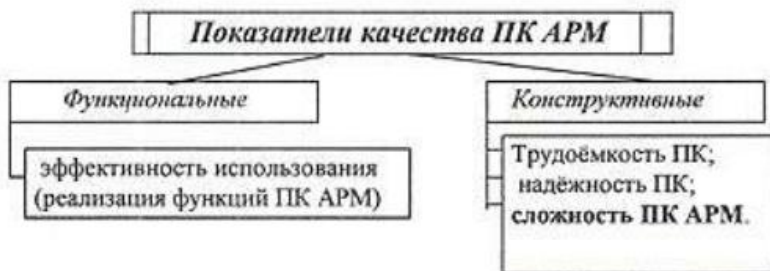 Показатели качества ПК АРМ
Функциональные
эффективность использования
(реализация функций ПК АРМ)
Конструктивные
Трудоёмкость ПК;
надёжность ПК;
сложность ПК АРМ.